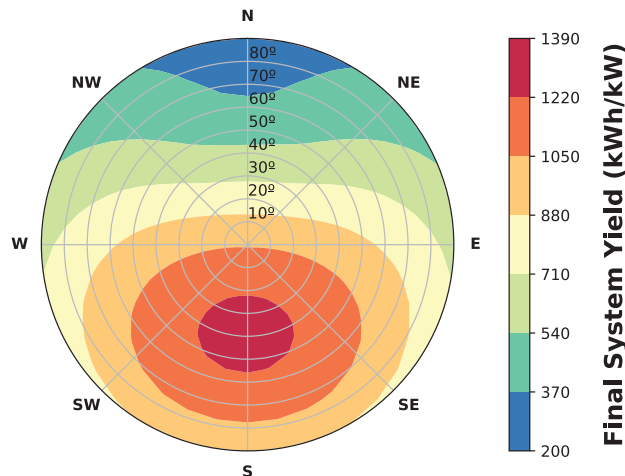 N
NW
NE
W
E
SW
SE
S
80º
70º
60º
50º
40º
30º
20º
10º
1390
1220
1050
880
710
540
370
200
Final System Yield (kWh/kW)